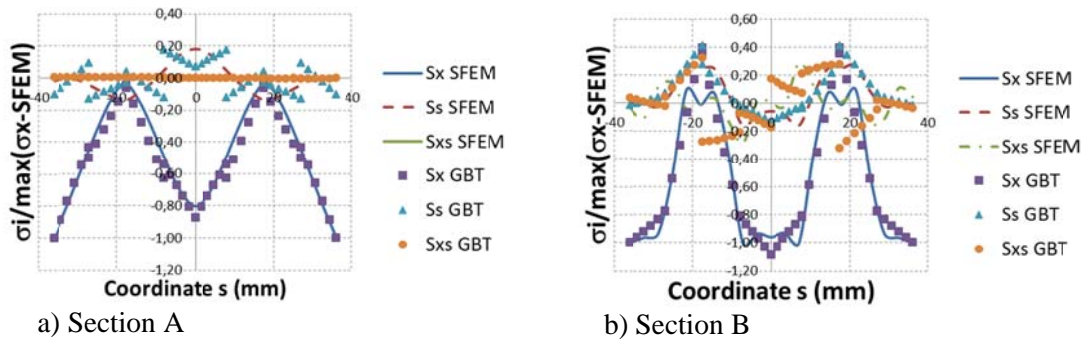 0,40
0,20
0,00
-0,20
-0,40
-0,60
-0,80
-1,00
-1,20
-40 -20 0 20 40
σi/max(σx-SFEM)
Coordinate s (mm)
Sx SFEM
Ss SFEM
Sxs SFEM
Sx GBT
Ss GBT
Sxs GBT
a) Section A
0,60
0,40
0,20
0,00
-0,20
-0,40
-0,60
-0,80
-1,00
-1,20
-40 -20 0 20 40
σi/max(σx-SFEM)
Coordinate s (mm)
Sx SFEM
Ss SFEM
Sxs SFEM
Sx GBT
Ss GBT
Sxs GBT
b) Section B